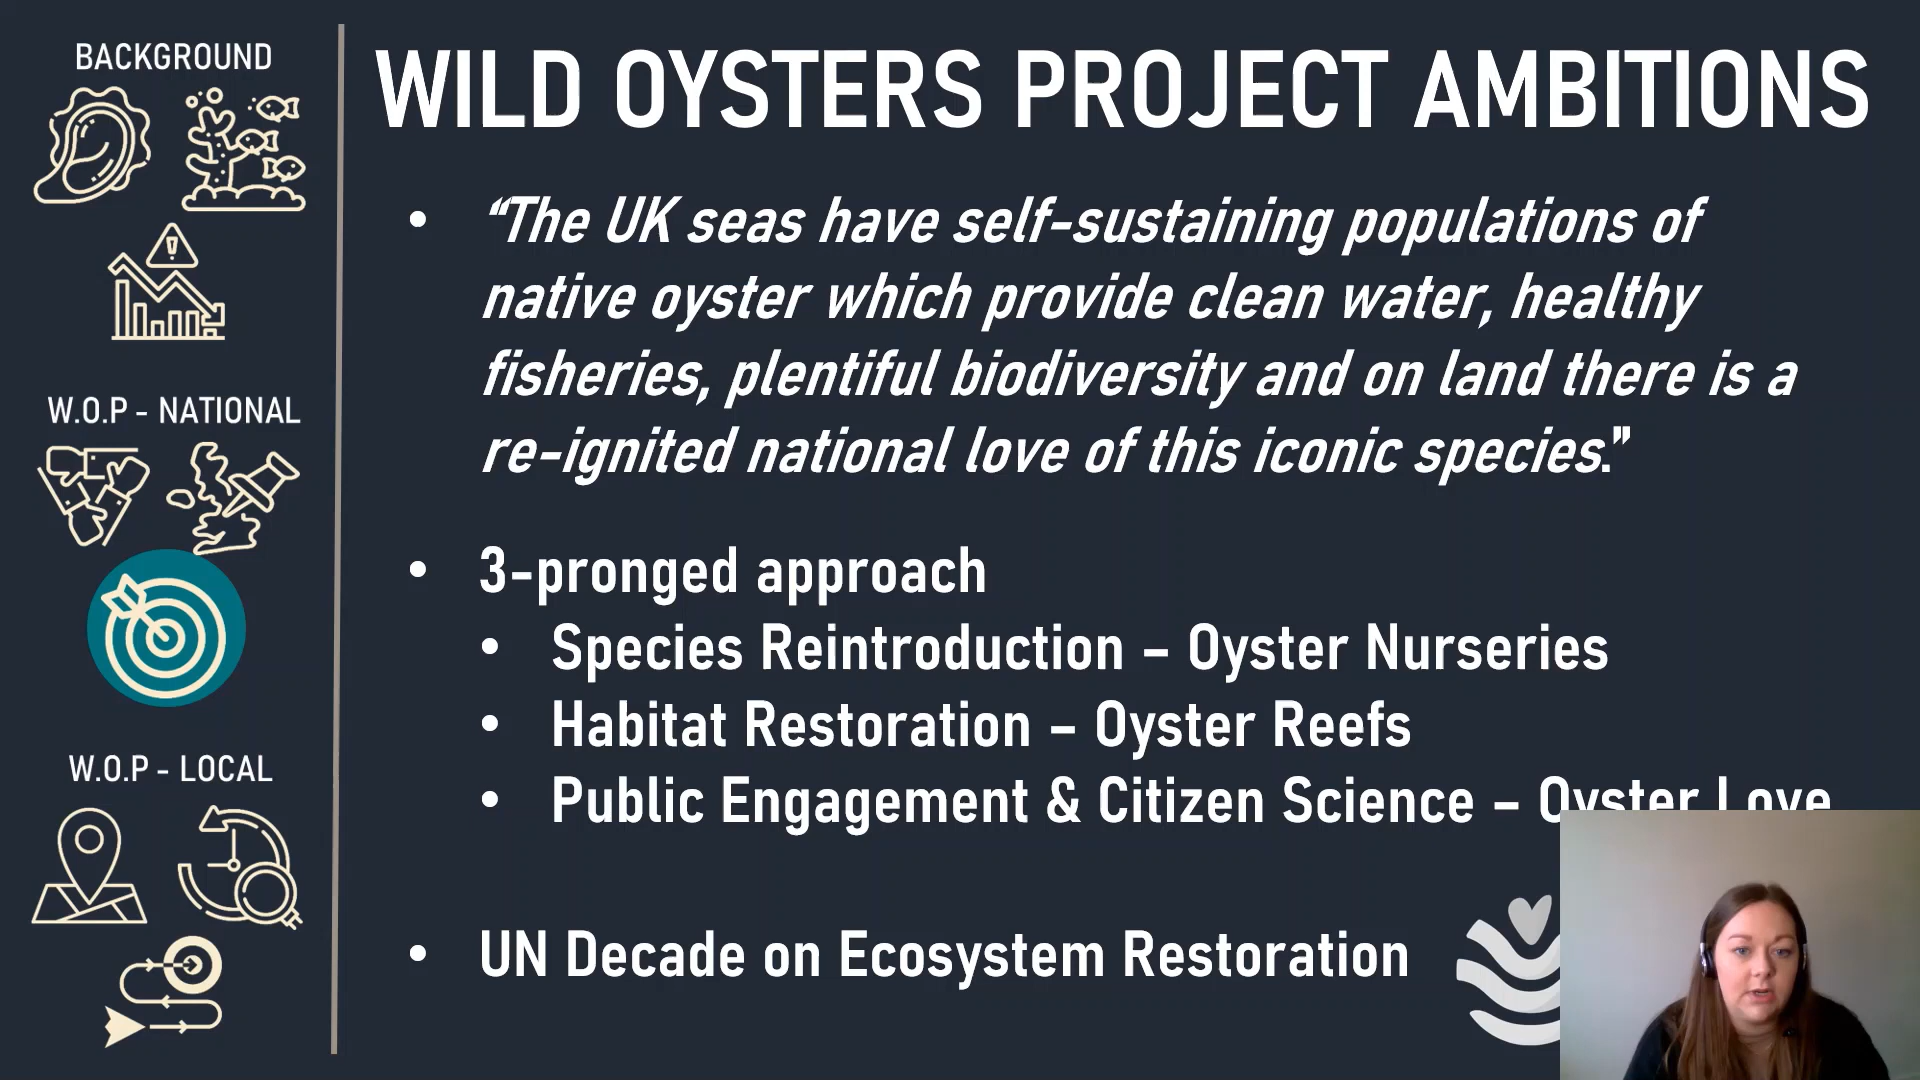 BACKGROUND
W.O.P - NATIONAL
W.O.P - LOCAL
WILD OYSTERS PROJECT AMBITIONS
• “The UK seas have self-sustaining populations of
native oyster which provide clean water, healthy
fisheries, plentiful biodiversity and on land there is a
re-ignited national love of this iconic species.”
• 3-pronged approach
• Species Reintroduction – Oyster Nurseries
• Habitat Restoration – Oyster Reefs
• Public Engagement & Citizen Science – Oyster Love
• UN Decade on Ecosystem Restoration